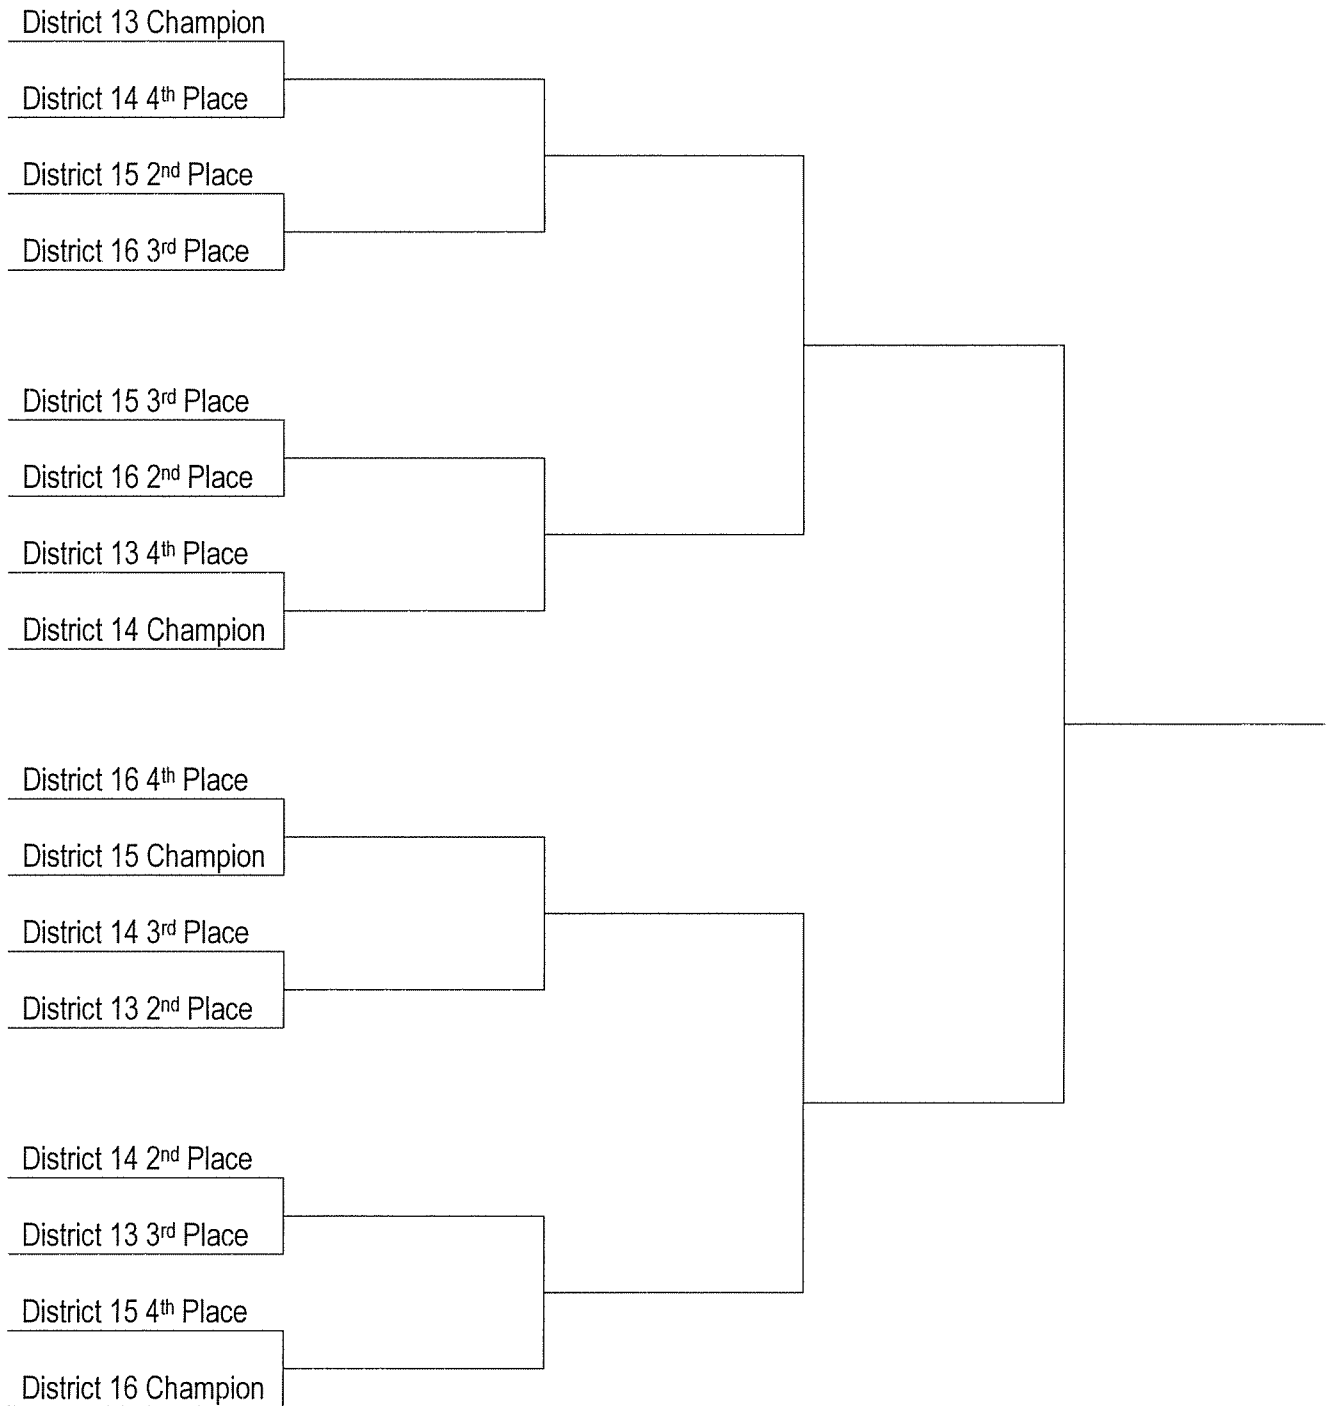 District 13 Champion
District 14 4th Place
District 15 2nd Place
District 16 3rd Place
District 15 3rd Place
District 16 2nd Place
District 13 4th Place
District 14 Champion
District 16 4th Place
District 15 Champion
District 14 3rd Place
District 13 2nd Place
District 14 2nd Place
District 13 3rd Place
District 15 4th Place
District 16 Champion